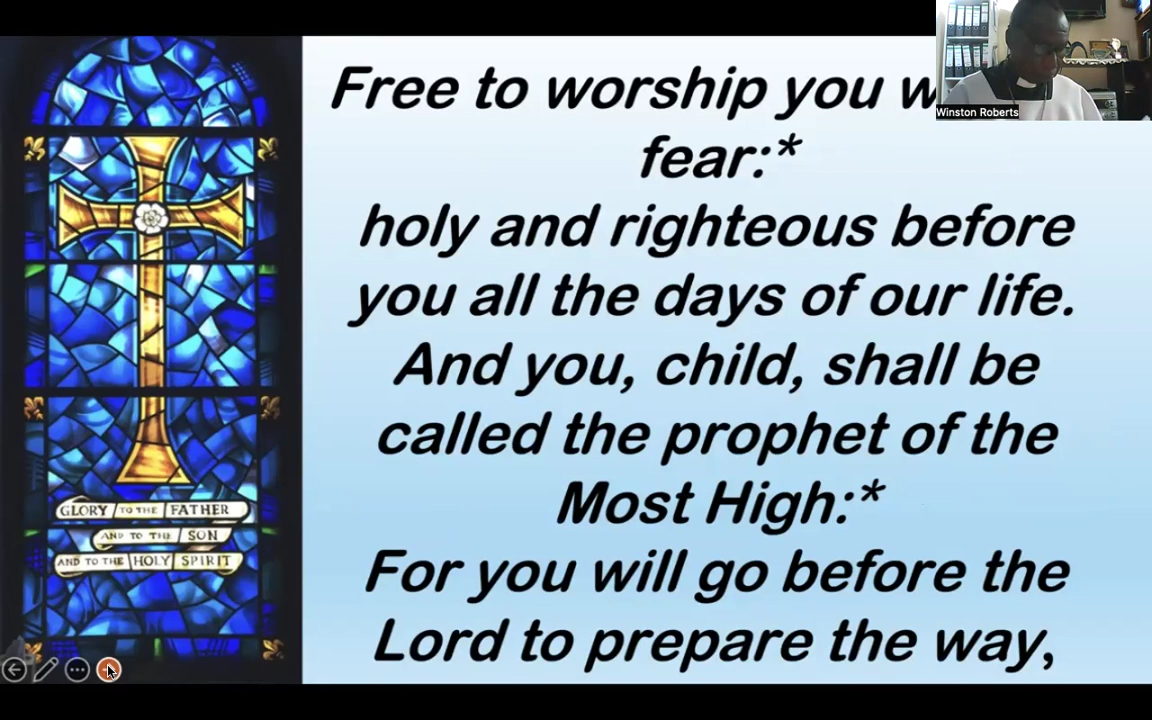 Free to worship you w
fear:*
holy and righteous before
you all the days of our life.
And you, child, shall be
called the prophet of the
Most High:*
For you will go before the
Lord to prepare the way,
Winston Roberts
GLORY TO THE FATHER
AND TO THE SON
AND TO THE HOLY SPIRIT